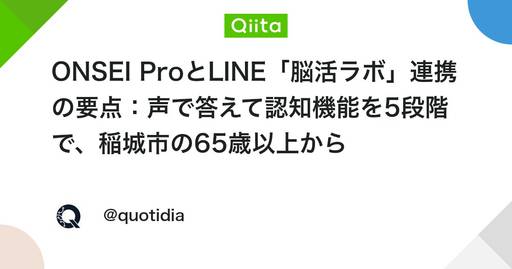 Qiita
ONSEI ProとLINE「脳活ラボ」連携
の要点：声で答えて認知機能を5段階
で、稲城市の65歳以上から
@quotidia